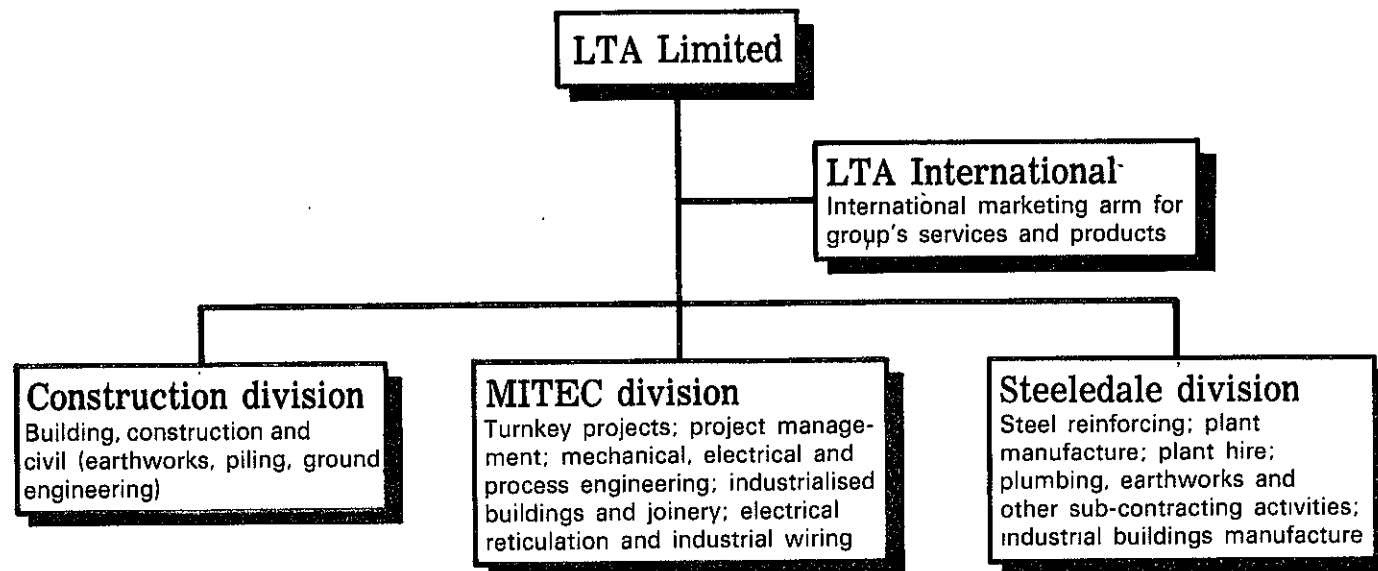 LTA Limited
LTA International
International marketing arm for
group's services and products
Construction division
Building, construction and
civil (earthworks, piling, ground
engineering)
MITEC division
Turnkey projects; project manage-
ment; mechanical, electrical and
process engineering; industrialised
buildings and joinery; electrical
reticulation and industrial wiring
Steeledale division
Steel reinforcing; plant
manufacture; plant hire;
plumbing, earthworks and
other sub-contracting activities;
industrial buildings manufacture